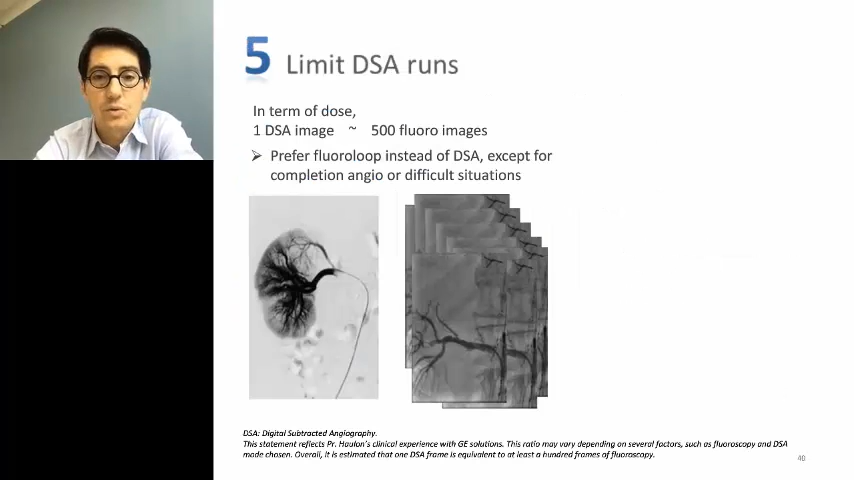 5 Limit DSA runs
In term of dose,
1 DSA image ~ 500 fluoro images
➢ Prefer fluoroloop instead of DSA, except for
completion angio or difficult situations
DSA: Digital Subtracted Angiography.
This statement reflects Pr. Haulon's clinical experience with GE solutions. This ratio may vary depending on several factors, such as fluoroscopy and DSA
made chosen. Overall, it is estimated that one DSA frame is equivalent to at least a hundred frames of fluoroscopy.
40